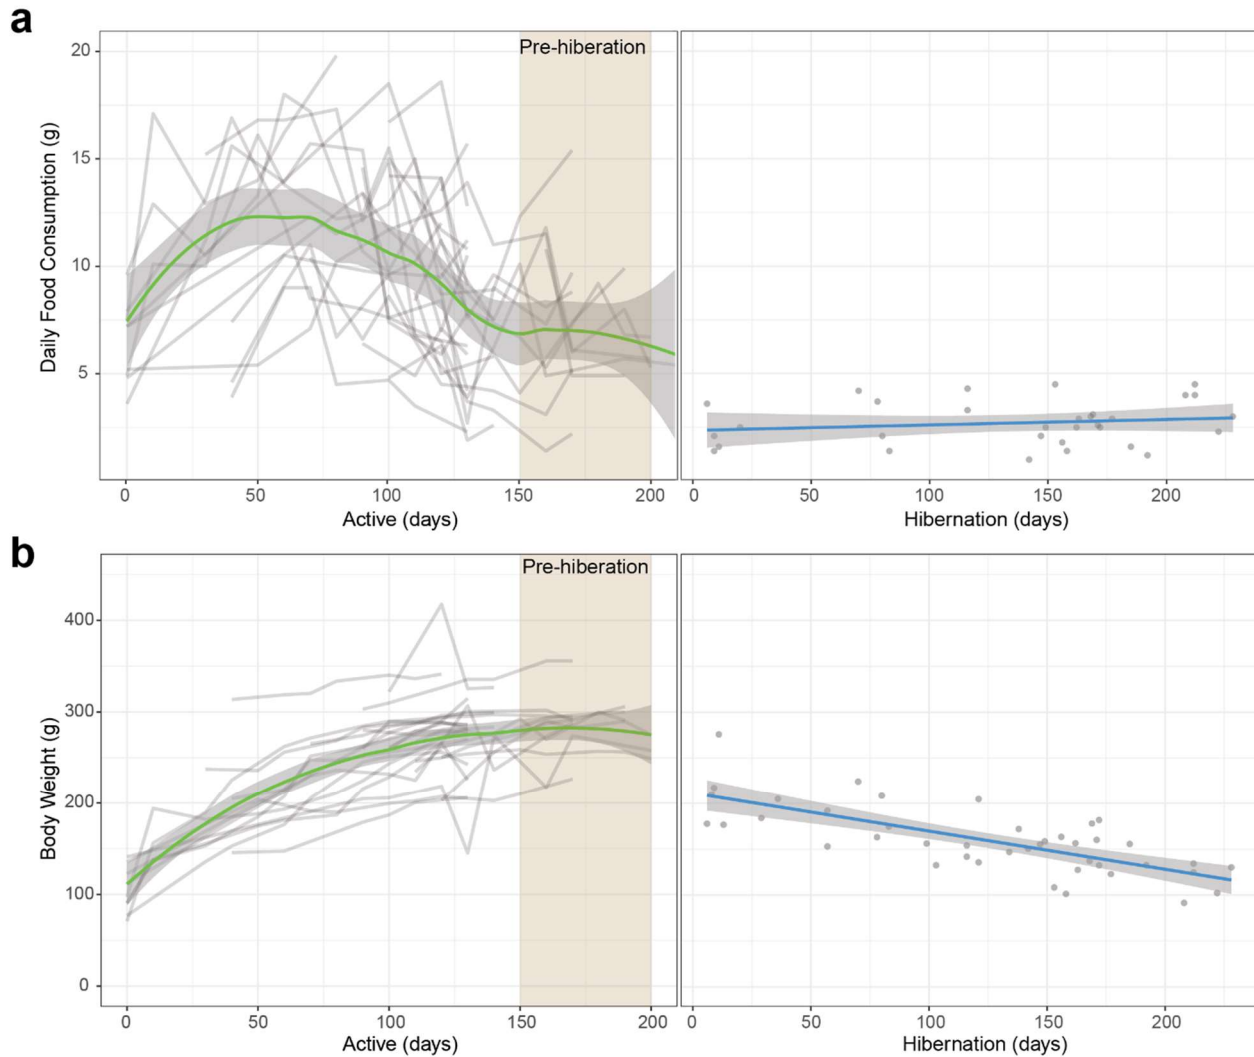 a
Pre-hiberation
Daily Food Consumption (g)
20
15
10
5
0 50 100 150 200
0 50 100 150 200
Active (days)
Hibernation (days)
b
Pre-hiberation
Body Weight (g)
400
300
200
100
0
0 50 100 150 200
0 50 100 150 200
Active (days)
Hibernation (days)